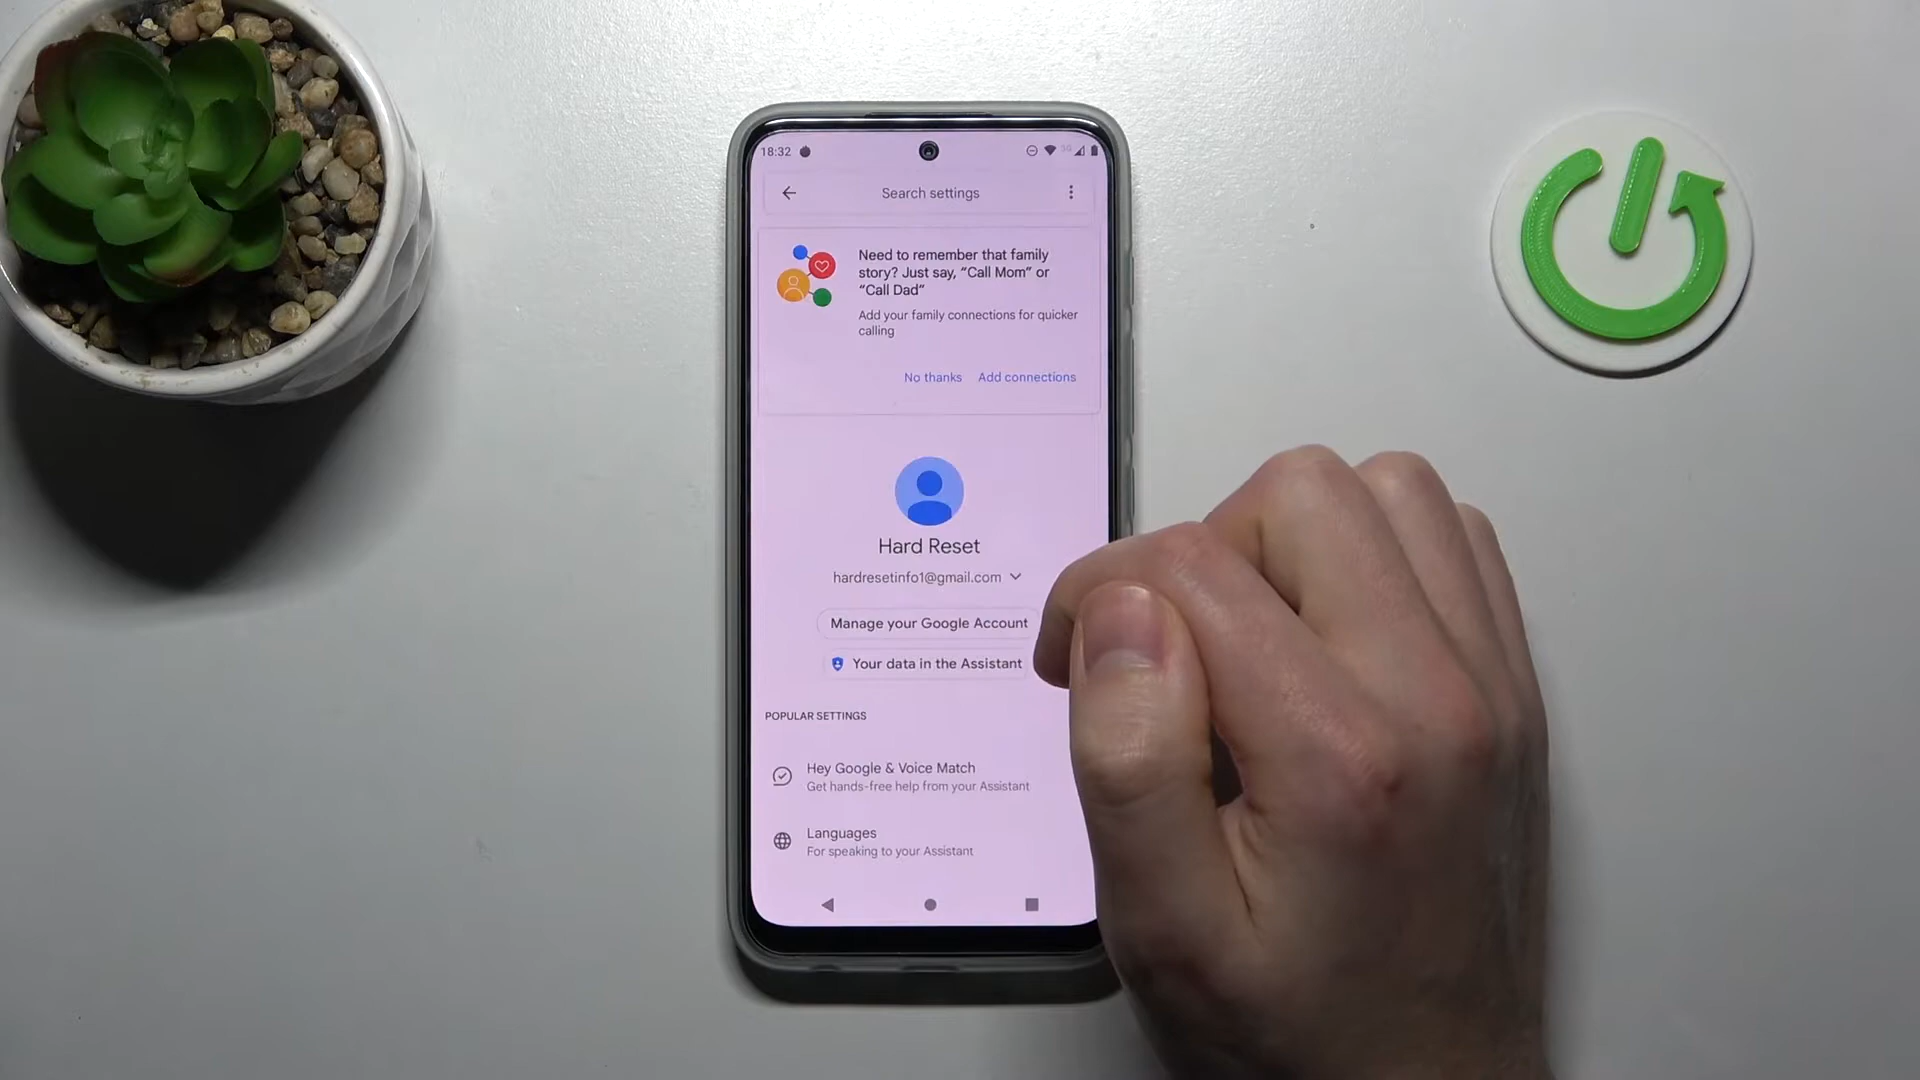 18:32
3G
Search settings
Need to remember that family
story? Just say, “Call Mom” or
“Call Dad”
Add your family connections for quicker
calling
No thanks Add connections
Hard Reset
hardresetinfo1@gmail.com
Manage your Google Account
Your data in the Assistant
POPULAR SETTINGS
Hey Google & Voice Match
Get hands-free help from your Assistant
Languages
For speaking to your Assistant